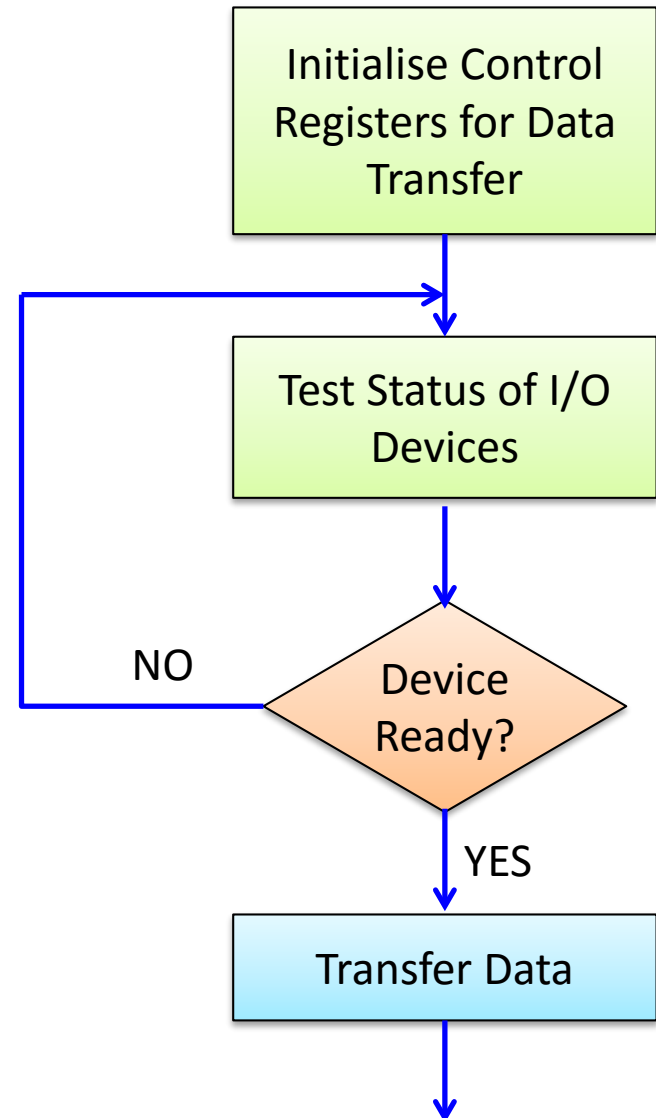 Initialise Control
Registers for Data
Transfer
Test Status of I/O
Devices
NO
Device
Ready?
YES
Transfer Data